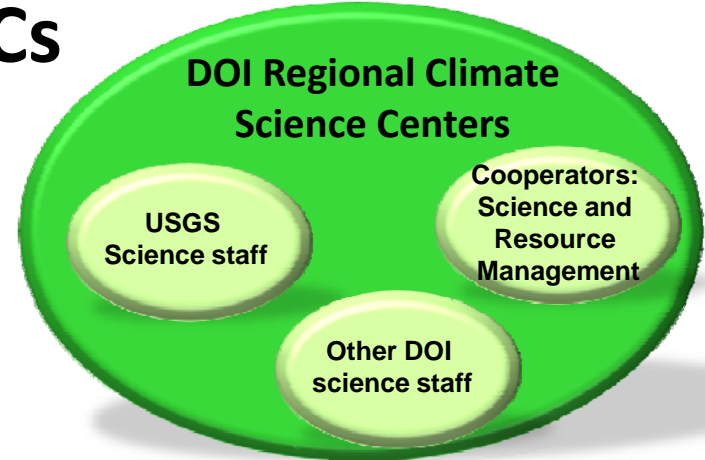 Cs
DOI Regional Climate
Science Centers
USGS
Science staff
Cooperators:
Science and
Resource
Management
Other DOI
science staff